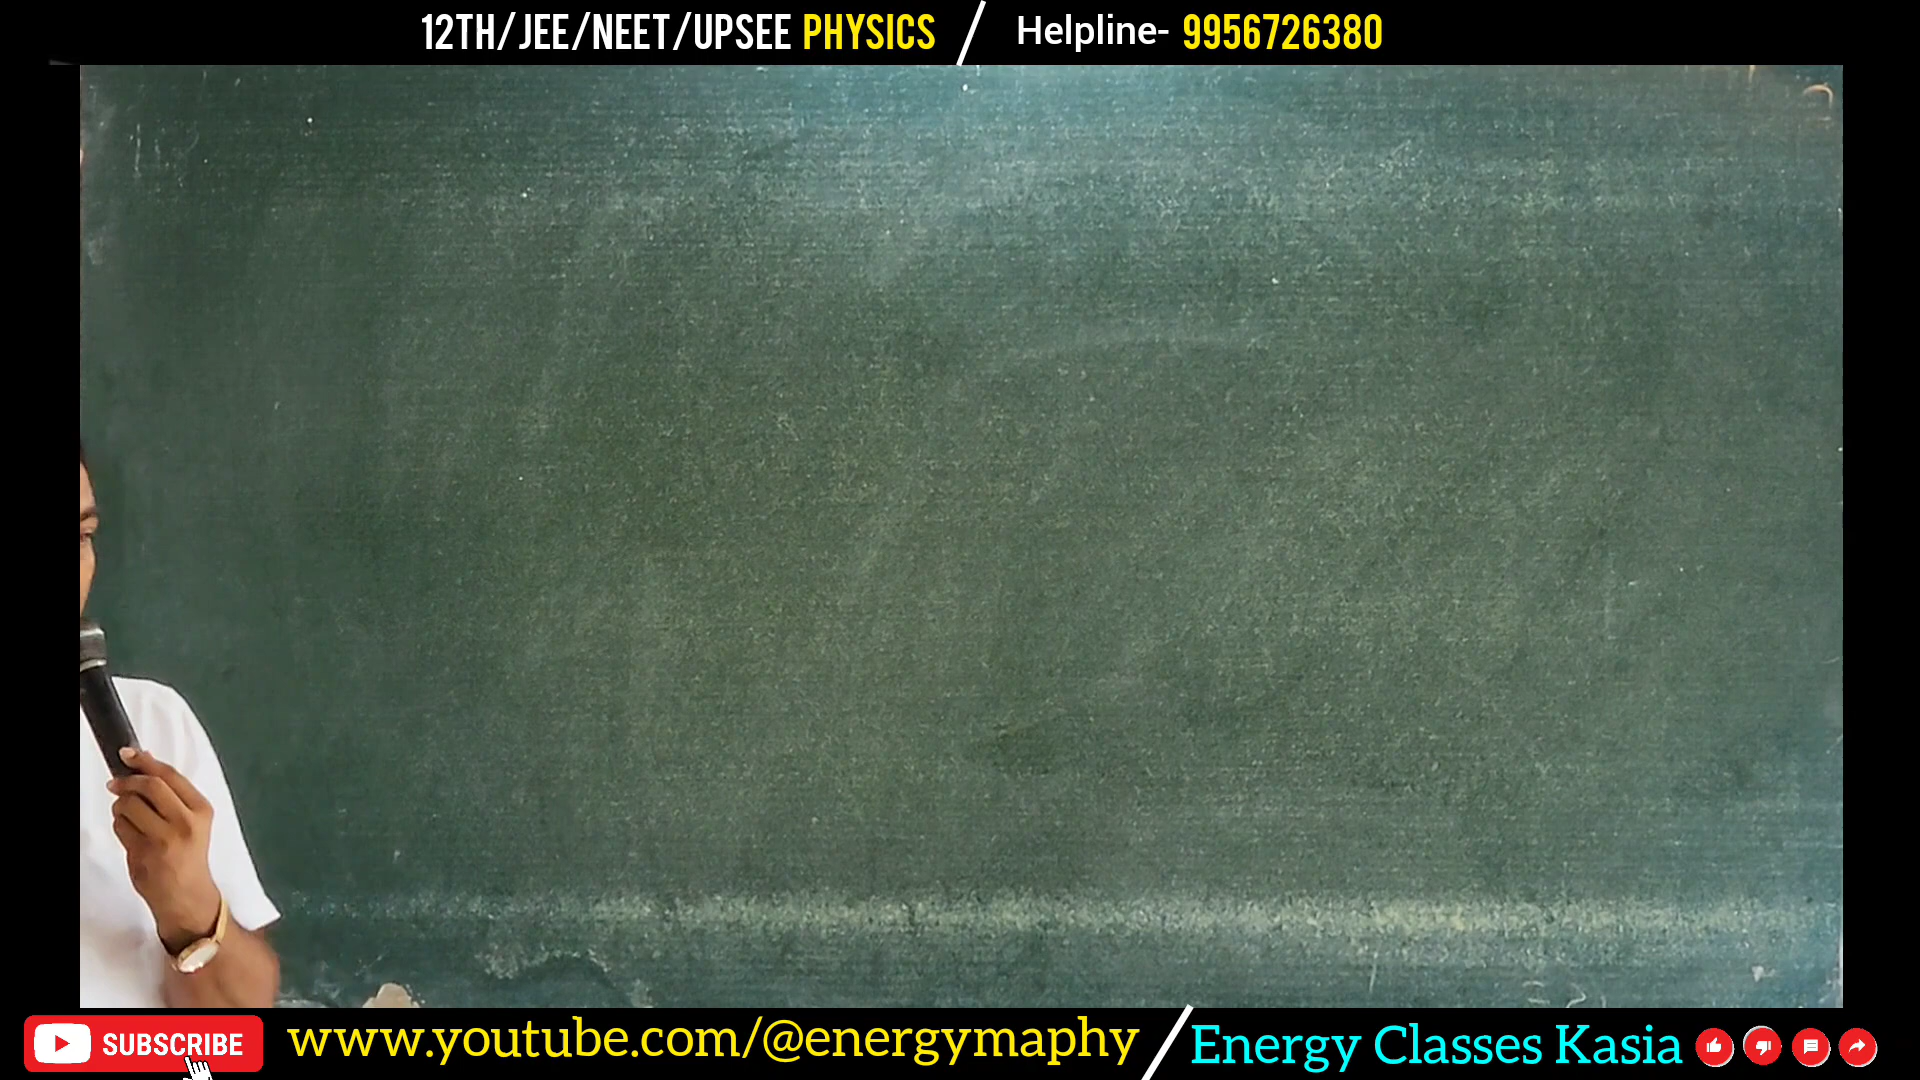 12TH/JEE/NEET/UPSEE PHYSICS / Helpline- 9956726380
SUBSCRIBE www.youtube.com/@energymaphy / Energy Classes Kasia